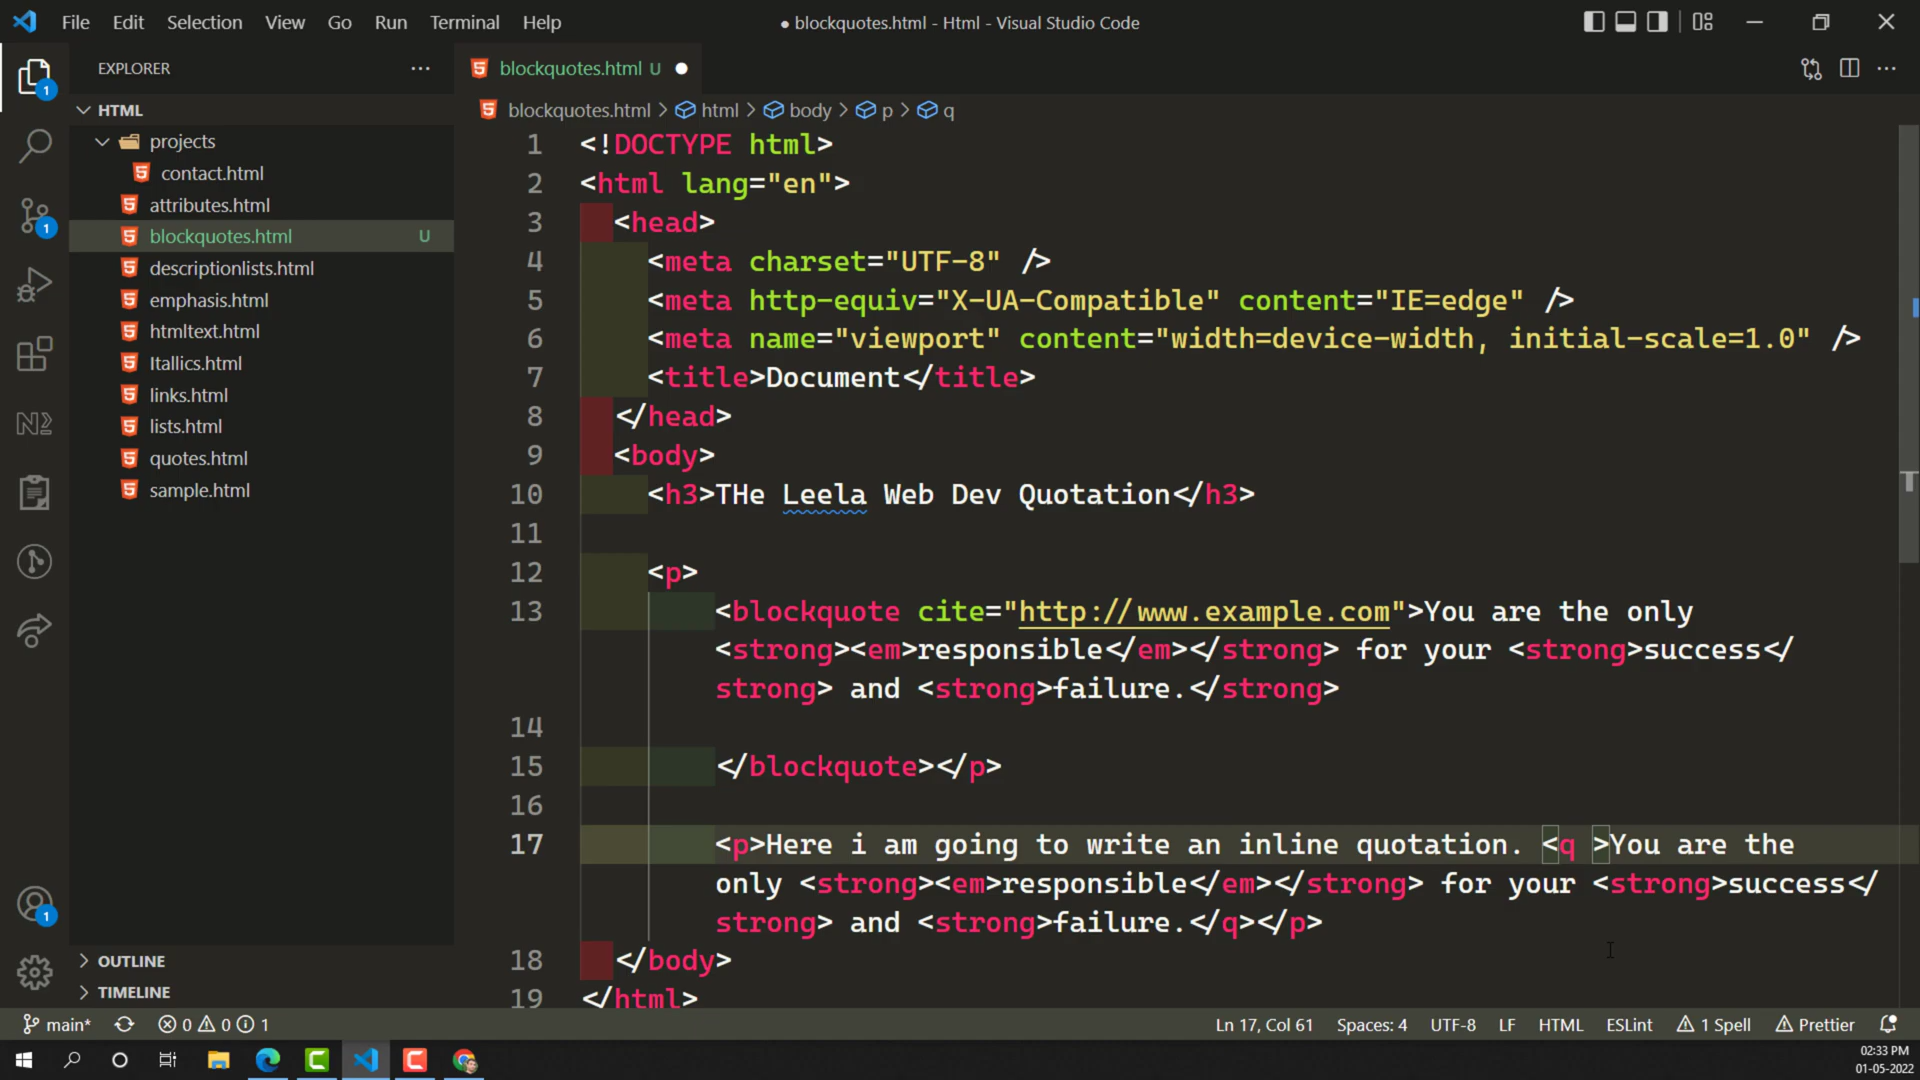 File Edit Selection View Go Run Terminal Help
● blockquotes.html - Html - Visual Studio Code
EXPLORER
HTML
projects
contact.html
attributes.html
blockquotes.html U
descriptionlists.html
emphasis.html
htmltext.html
Itallics.html
links.html
lists.html
quotes.html
sample.html
OUTLINE
TIMELINE
1
1
1
blockquotes.html U
blockquotes.html > html > body > p > q
1 <!DOCTYPE html>
2 <html lang="en">
3 <head>
4 <meta charset="UTF-8" />
5 <meta http-equiv="X-UA-Compatible" content="IE=edge" />
6 <meta name="viewport" content="width=device-width, initial-scale=1.0" />
7 <title>Document</title>
8 </head>
9 <body>
10 <h3>THe Leela Web Dev Quotation</h3>
11
12 <p>
13 <blockquote cite="http://www.example.com">You are the only
<strong><em>responsible</em></strong> for your <strong>success</
strong> and <strong>failure.</strong>
14
15 </blockquote></p>
16
17 <p>Here i am going to write an inline quotation. <q >You are the
only <strong><em>responsible</em></strong> for your <strong>success</
strong> and <strong>failure.</q></p>
18 </body>
19 </html>
main* 0 0 1
Ln 17, Col 61 Spaces: 4 UTF-8 LF HTML ESLint 1 Spell Prettier
02:33 PM
01-05-2022